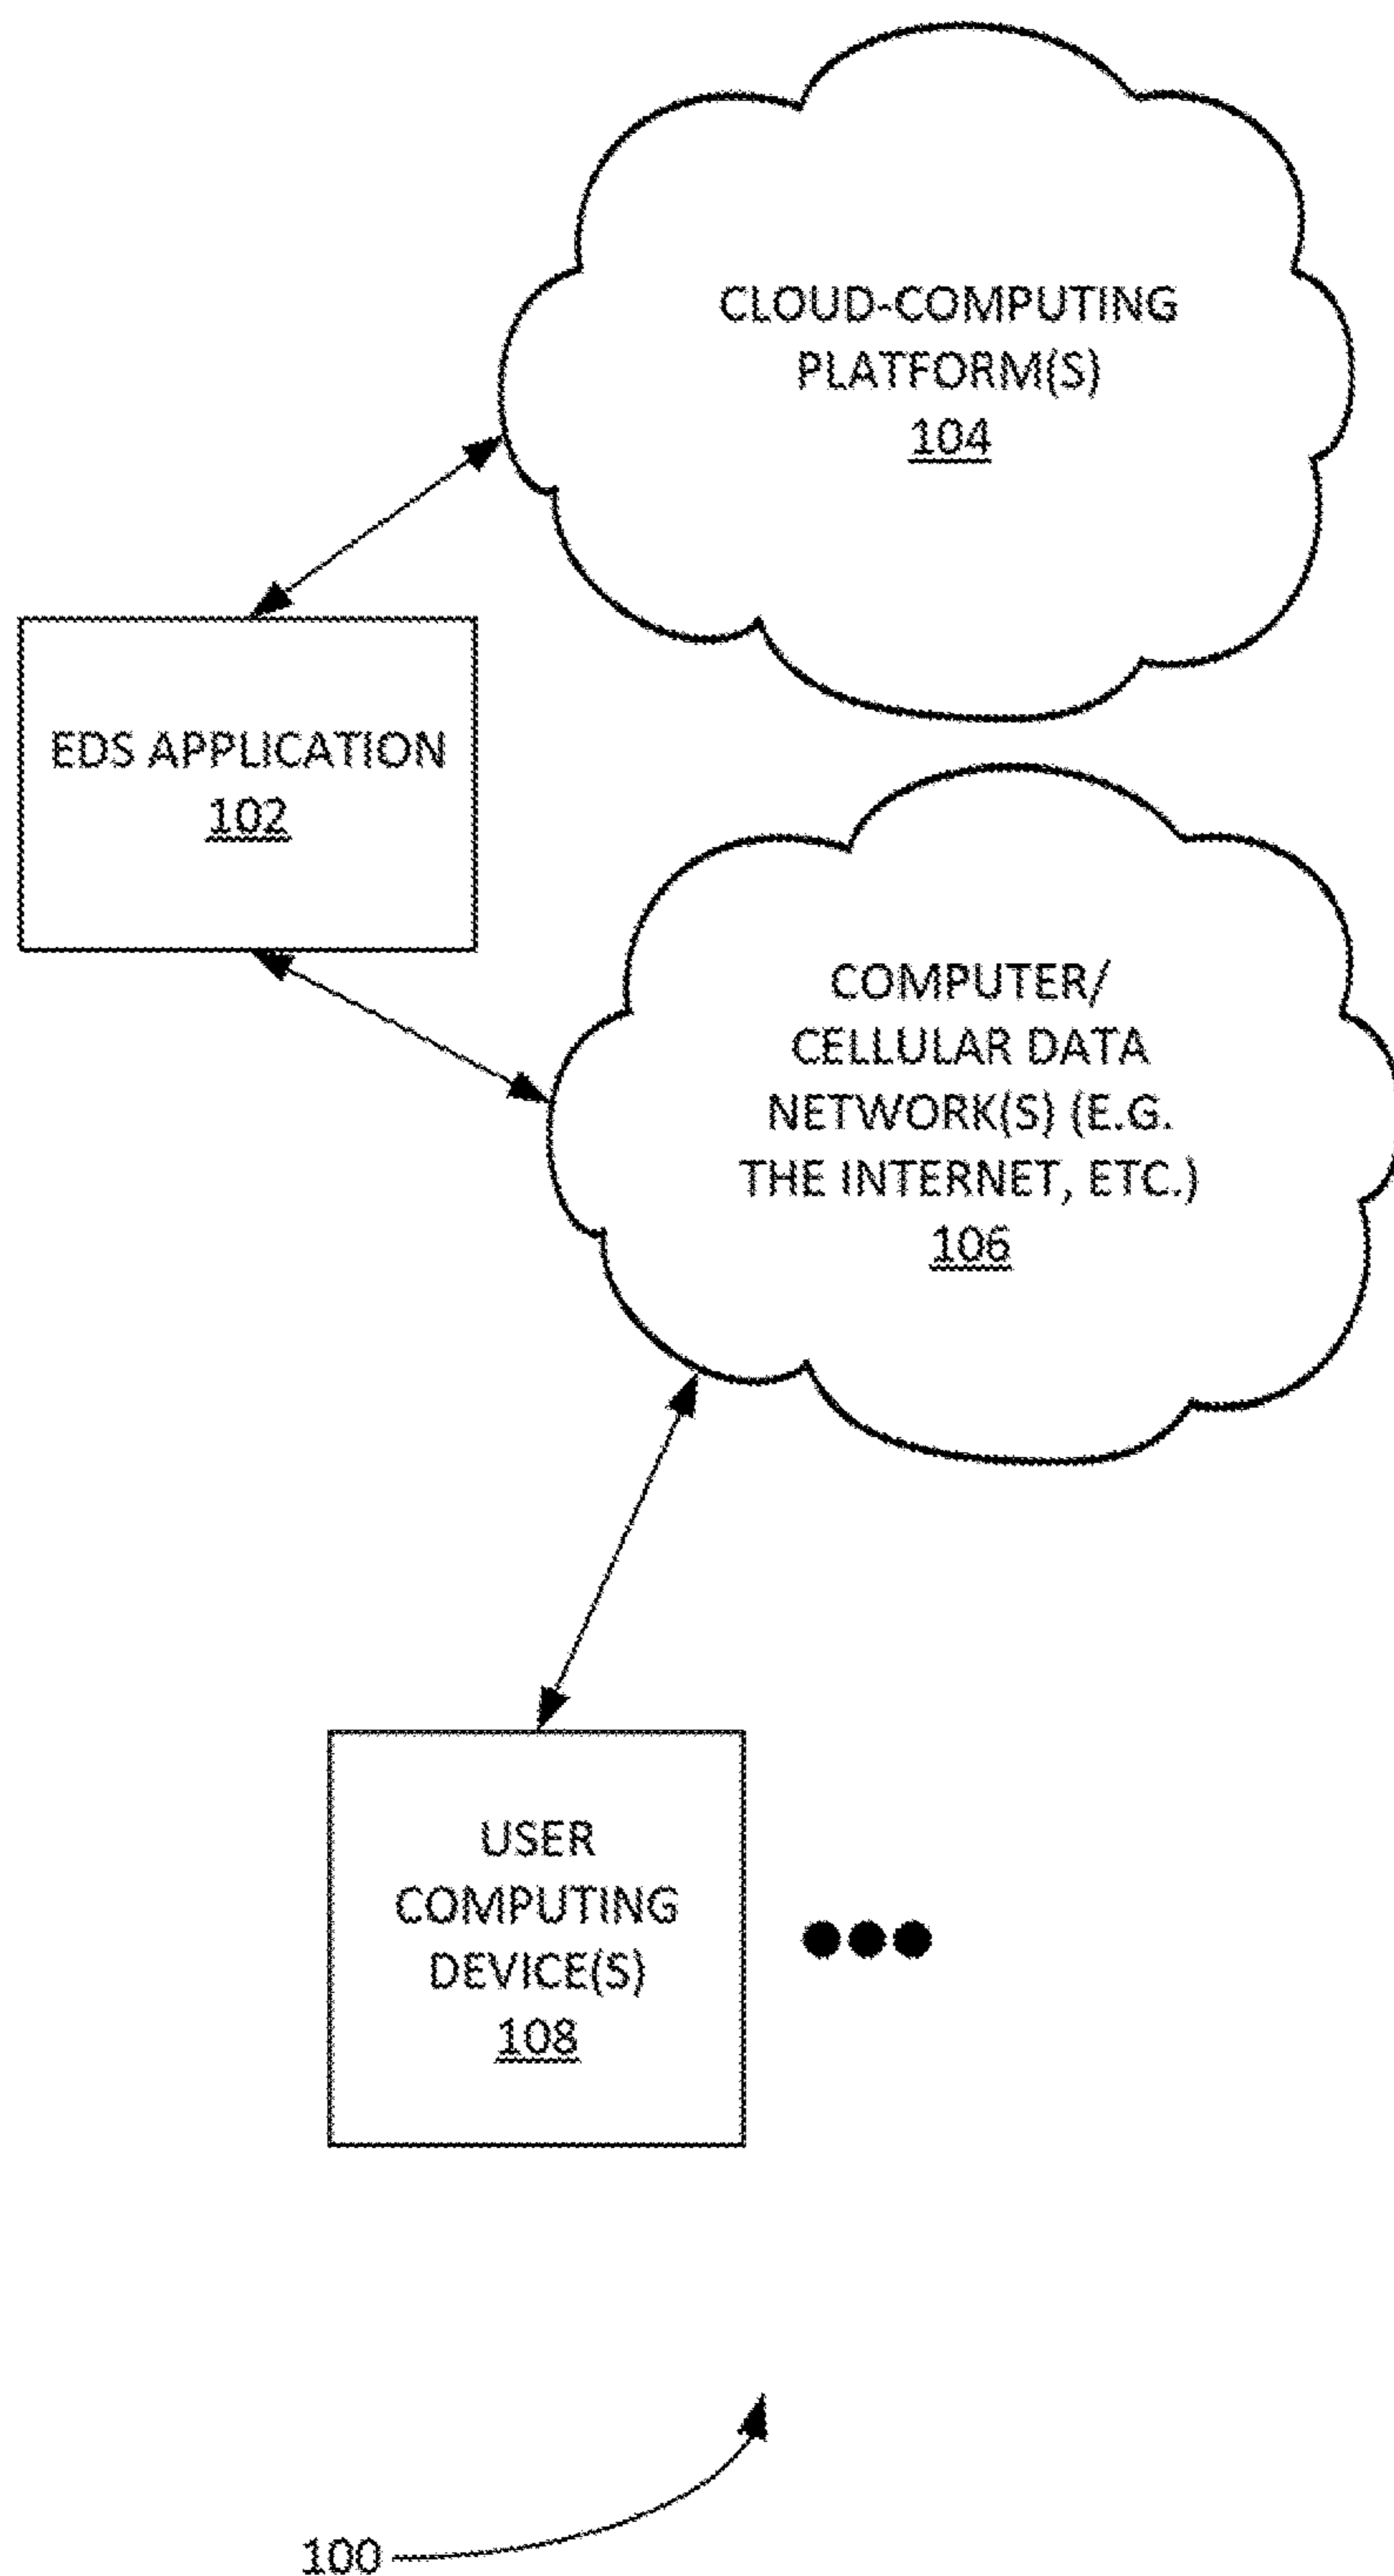 CLOUD-COMPUTING
PLATFORM(S)
104
EDS APPLICATION
102
COMPUTER/
CELLULAR DATA
NETWORK(S) (E.G.
THE INTERNET, ETC.)
106
USER
COMPUTING
DEVICE(S)
108
100